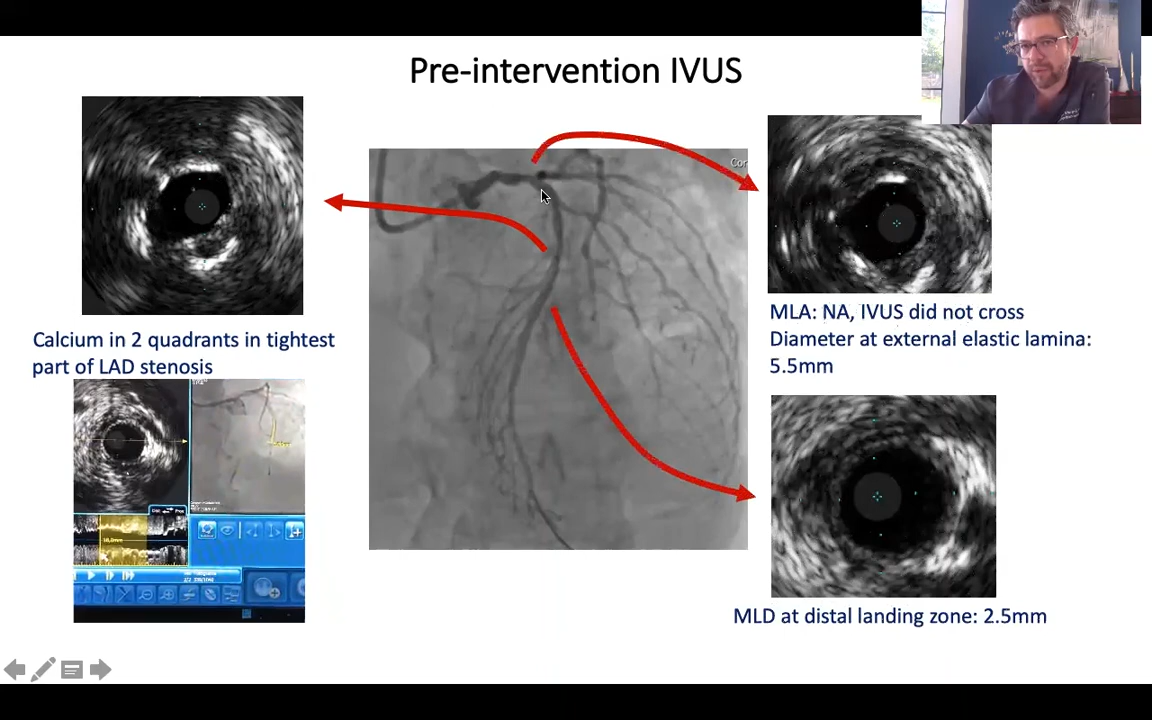 Pre-intervention IVUS
Cor
Calcium in 2 quadrants in tightest
part of LAD stenosis
MLA: NA, IVUS did not cross
Diameter at external elastic lamina:
5.5mm
MLD at distal landing zone: 2.5mm